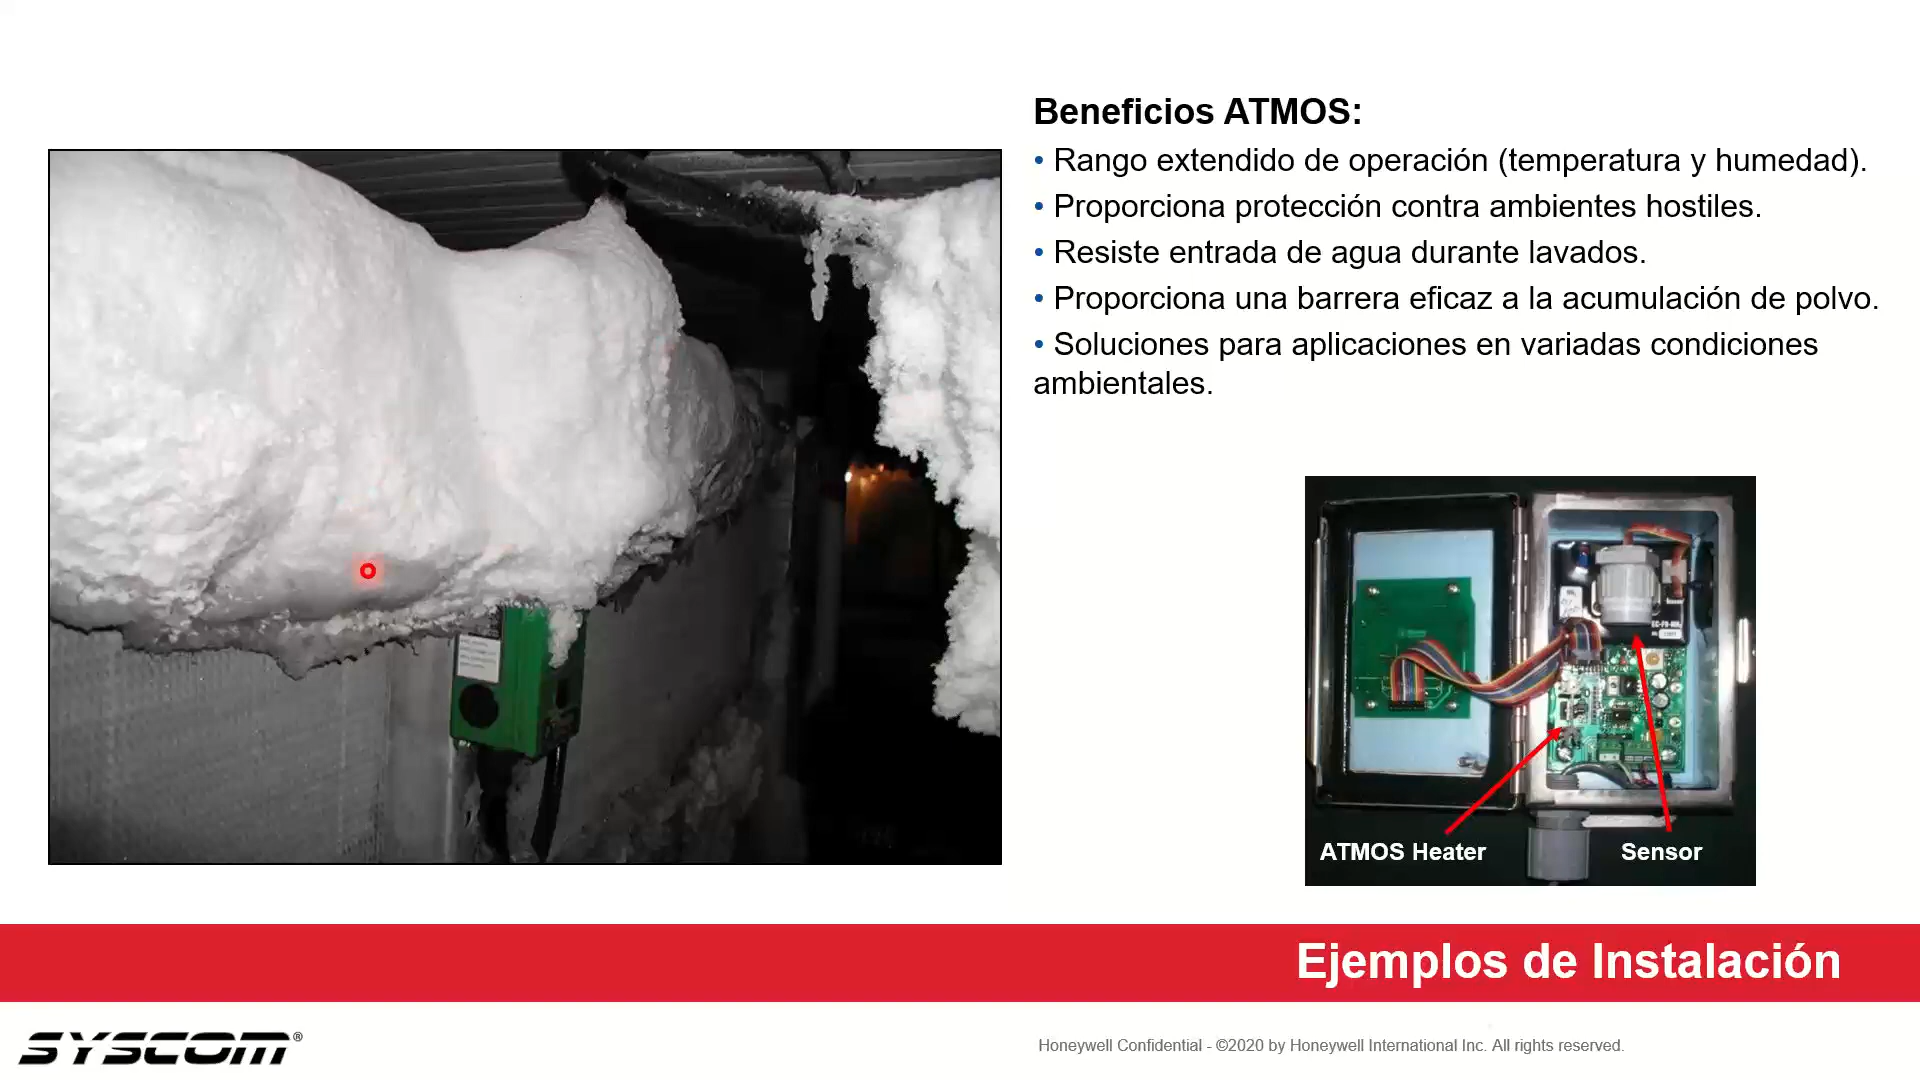 Beneficios ATMOS:
• Rango extendido de operación (temperatura y humedad).
• Proporciona protección contra ambientes hostiles.
• Resiste entrada de agua durante lavados.
• Proporciona una barrera eficaz a la acumulación de polvo.
• Soluciones para aplicaciones en variadas condiciones
ambientales.
ATMOS Heater
Sensor
Ejemplos de Instalación
SYSCOM®
Honeywell Confidential - ©2020 by Honeywell International Inc. All rights reserved.